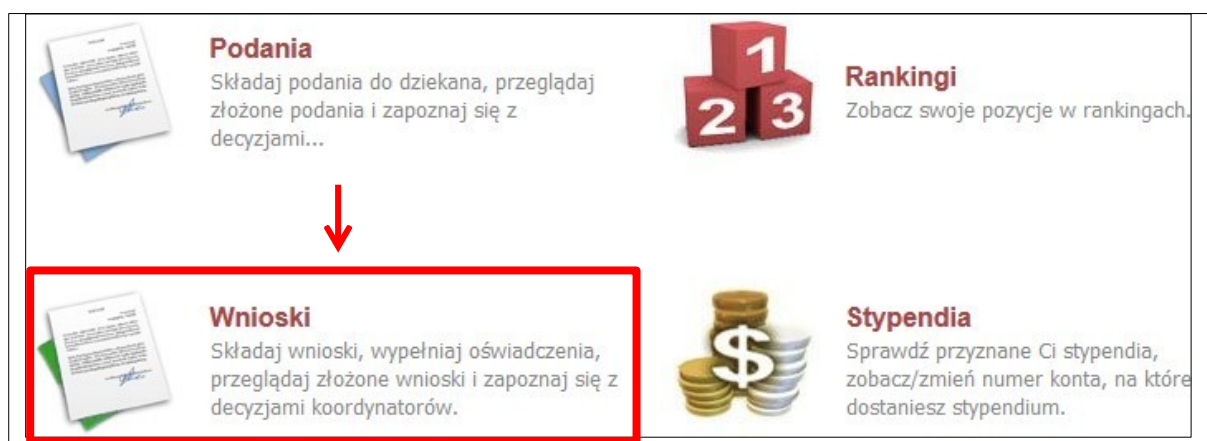 Podania
Składaj podania do dziekana, przeglądaj
złożone podania i zapoznaj się z
decyzjami...
1
2 3
Rankingi
Zobacz swoje pozycje w rankingach.
Wnioski
Składaj wnioski, wypełniaj oświadczenia,
przeglądaj złożone wnioski i zapoznaj się z
decyzjami koordynatorów.
$
Stypendia
Sprawdź przyznane Ci stypendia,
zobacz/zmień numer konta, na które
dostaniesz stypendium.